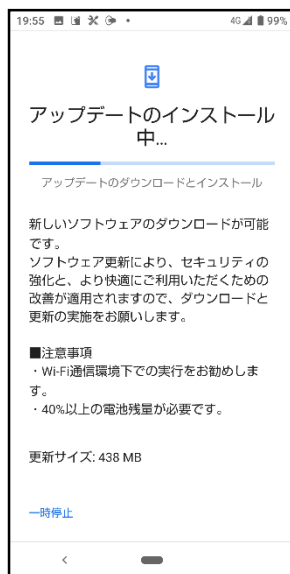 19:55 4G 99%
アップデートのインストール
中...
アップデートのダウンロードとインストール
新しいソフトウェアのダウンロードが可能
です。
ソフトウェア更新により、セキュリティの
強化と、より快適にご利用いただくための
改善が適用されますので、ダウンロードと
更新の実施をお願いします。
■注意事項
・Wi-Fi通信環境下での実行をお勧めしま
す。
・40%以上の電池残量が必要です。
更新サイズ: 438 MB
一時停止